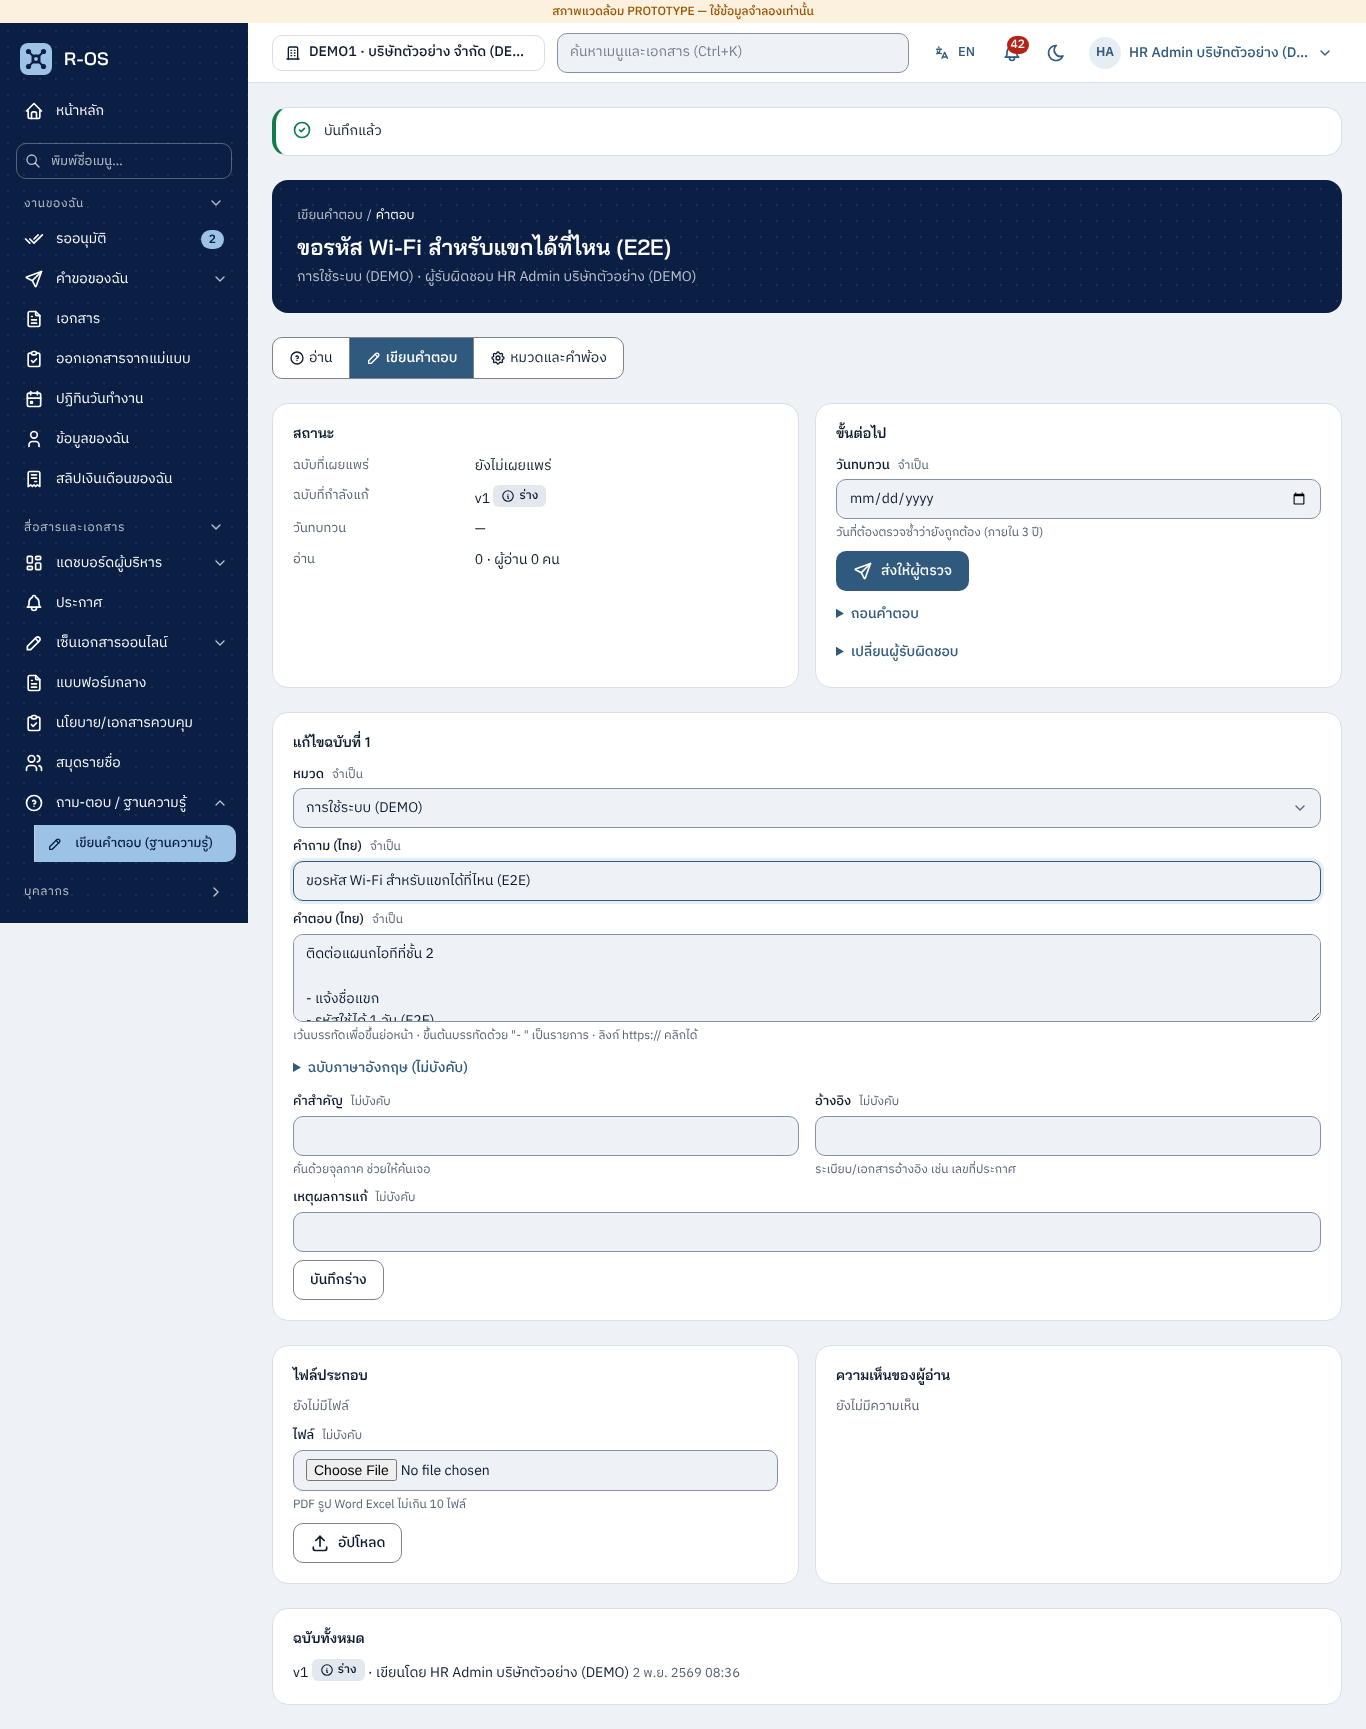 สภาพแวดล้อม PROTOTYPE — ใช้ข้อมูลจำลองเท่านั้น
R-OS
DEMO1 · บริษัทตัวอย่าง จำกัด (DE...
ค้นหาเมนูและเอกสาร (Ctrl+K)
EN
42
HA
HR Admin บริษัทตัวอย่าง (D...
หน้าหลัก
พิมพ์ชื่อเมนู...
งานของฉัน
รออนุมัติ
2
คำขอของฉัน
เอกสาร
ออกเอกสารจากแม่แบบ
ปฏิทินวันทำงาน
ข้อมูลของฉัน
สลิปเงินเดือนของฉัน
สื่อสารและเอกสาร
แดชบอร์ดผู้บริหาร
ประกาศ
เซ็นเอกสารออนไลน์
แบบฟอร์มกลาง
นโยบาย/เอกสารควบคุม
สมุดรายชื่อ
ถาม-ตอบ / ฐานความรู้
เขียนคำตอบ (ฐานความรู้)
บุคลากร
บันทึกแล้ว
เขียนคำตอบ / คำตอบ
ขอรหัส Wi-Fi สำหรับแขกได้ที่ไหน (E2E)
การใช้ระบบ (DEMO) · ผู้รับผิดชอบ HR Admin บริษัทตัวอย่าง (DEMO)
อ่าน
เขียนคำตอบ
หมวดและคำพ้อง
สถานะ
ฉบับที่เผยแพร่ ยังไม่เผยแพร่
ฉบับที่กำลังแก้ v1 ร่าง
วันทบทวน —
อ่าน 0 · ผู้อ่าน 0 คน
ขั้นต่อไป
วันทบทวน จำเป็น
mm/dd/yyyy
วันที่ต้องตรวจซ้ำว่ายังถูกต้อง (ภายใน 3 ปี)
ส่งให้ผู้ตรวจ
ถอนคำตอบ
เปลี่ยนผู้รับผิดชอบ
แก้ไขฉบับที่ 1
หมวด จำเป็น
การใช้ระบบ (DEMO)
คำถาม (ไทย) จำเป็น
ขอรหัส Wi-Fi สำหรับแขกได้ที่ไหน (E2E)
คำตอบ (ไทย) จำเป็น
ติดต่อแผนกไอทีที่ชั้น 2
- แจ้งชื่อแขก
- รหัสใช้ได้ 1 วัน (E2E)
เว้นบรรทัดเพื่อขึ้นย่อหน้า · ขึ้นต้นบรรทัดด้วย "- " เป็นรายการ · ลิงก์ https:// คลิกได้
ฉบับภาษาอังกฤษ (ไม่บังคับ)
คำสำคัญ ไม่บังคับ
คั่นด้วยจุลภาค ช่วยให้ค้นเจอ
อ้างอิง ไม่บังคับ
ระเบียบ/เอกสารอ้างอิง เช่น เลขที่ประกาศ
เหตุผลการแก้ ไม่บังคับ
บันทึกร่าง
ไฟล์ประกอบ
ยังไม่มีไฟล์
ไฟล์ ไม่บังคับ
Choose File No file chosen
PDF รูป Word Excel ไม่เกิน 10 ไฟล์
อัปโหลด
ความเห็นของผู้อ่าน
ยังไม่มีความเห็น
ฉบับทั้งหมด
v1 ร่าง · เขียนโดย HR Admin บริษัทตัวอย่าง (DEMO) 2 พ.ย. 2569 08:36